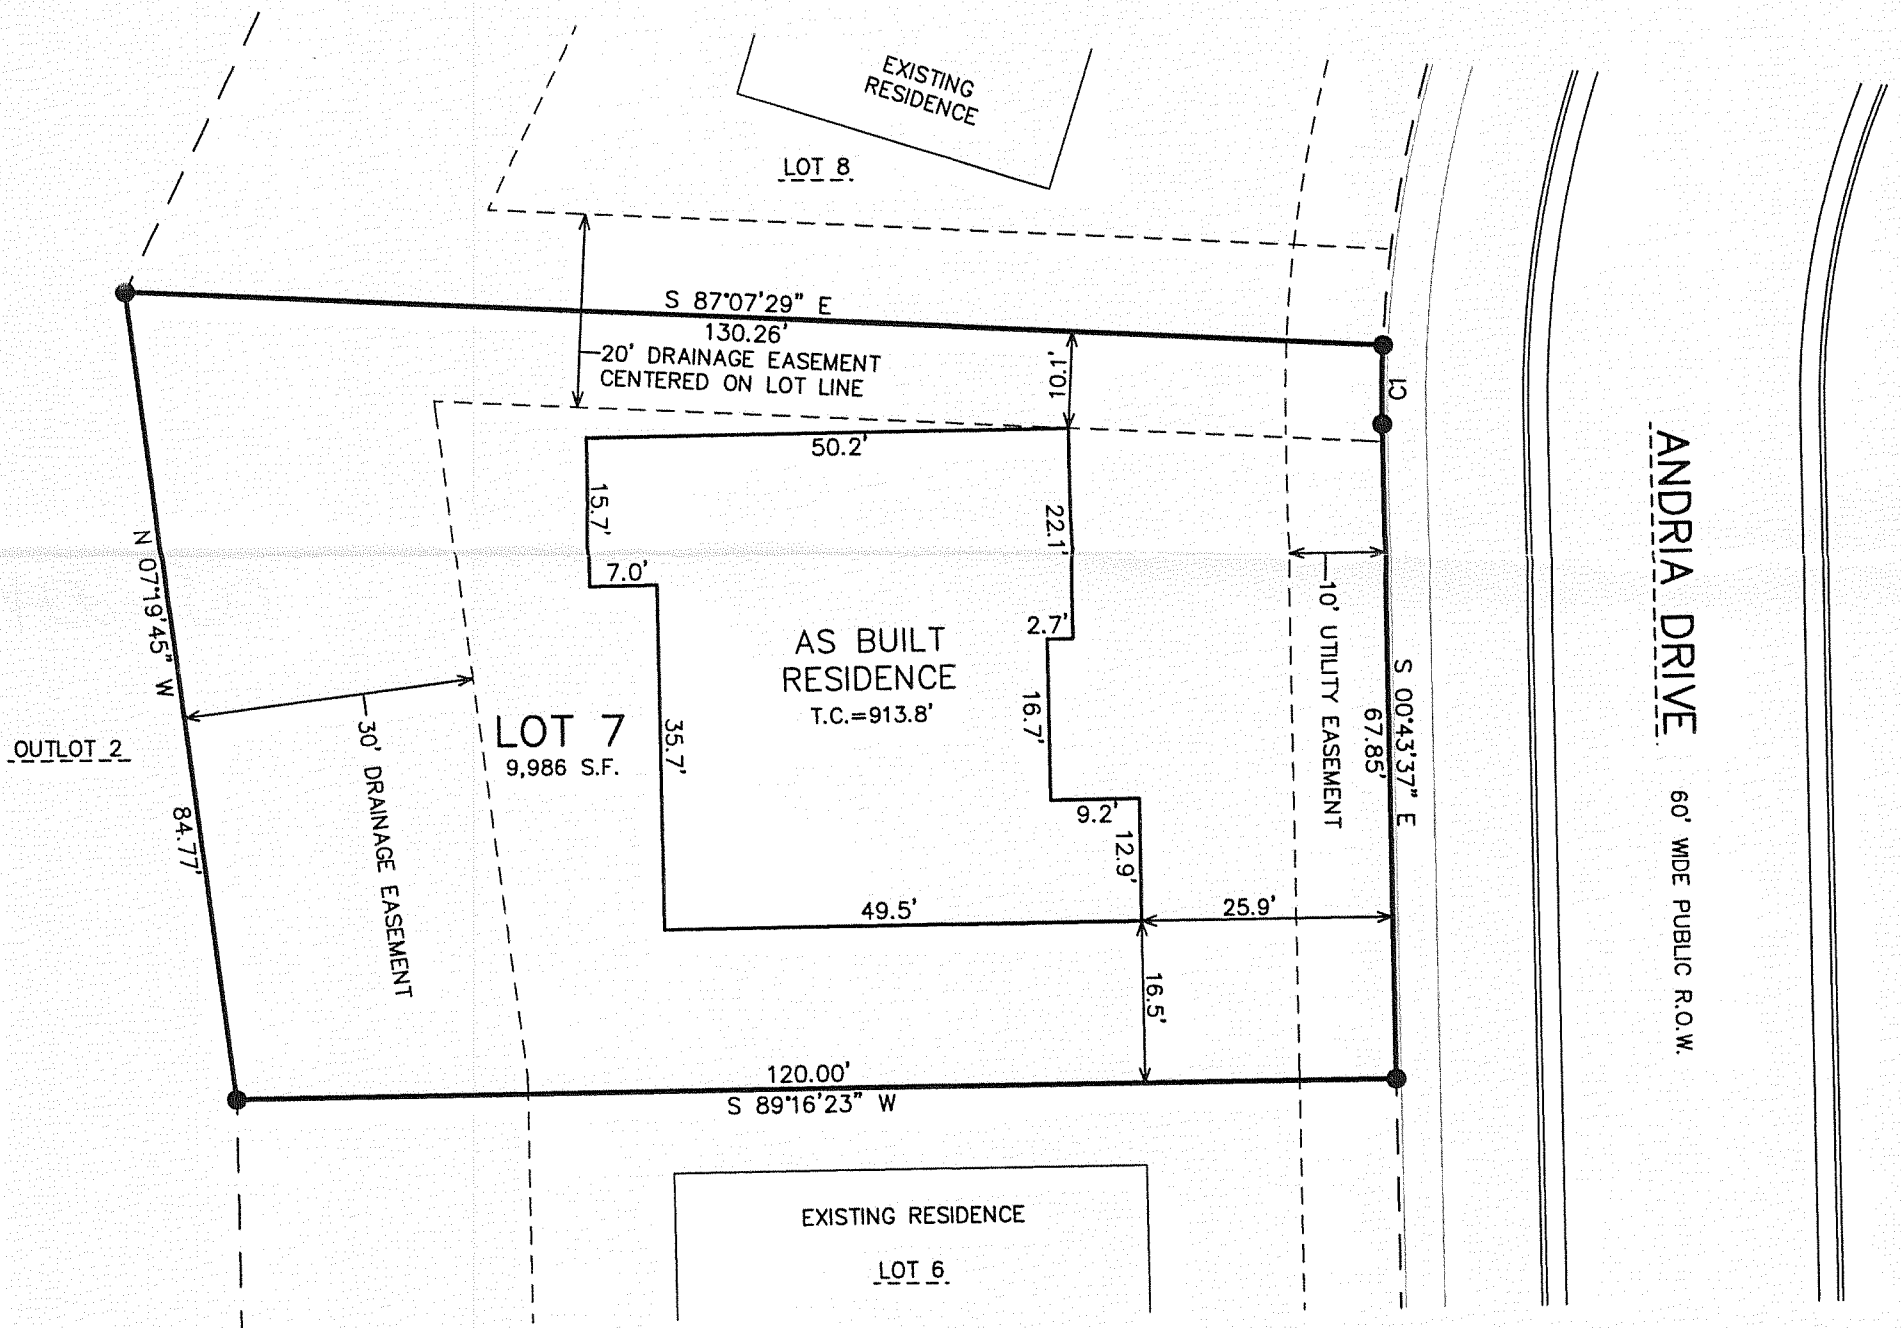 EXISTING
RESIDENCE
LOT 8
S 87°07'29" E
130.26'
20' DRAINAGE EASEMENT
CENTERED ON LOT LINE
10.1'
C1
50.2'
15.7'
22.1'
7.0'
2.7'
AS BUILT
RESIDENCE
T.C.=913.8'
16.7'
35.7'
9.2'
12.9'
49.5'
25.9'
16.5'
LOT 7
9,986 S.F.
N 07°19'45" W
84.77'
OUTLOT 2
30' DRAINAGE EASEMENT
10' UTILITY EASEMENT
S 00°43'37" E
67.85'
ANDRIA DRIVE 60' WIDE PUBLIC R.O.W.
120.00'
S 89°16'23" W
EXISTING RESIDENCE
LOT 6